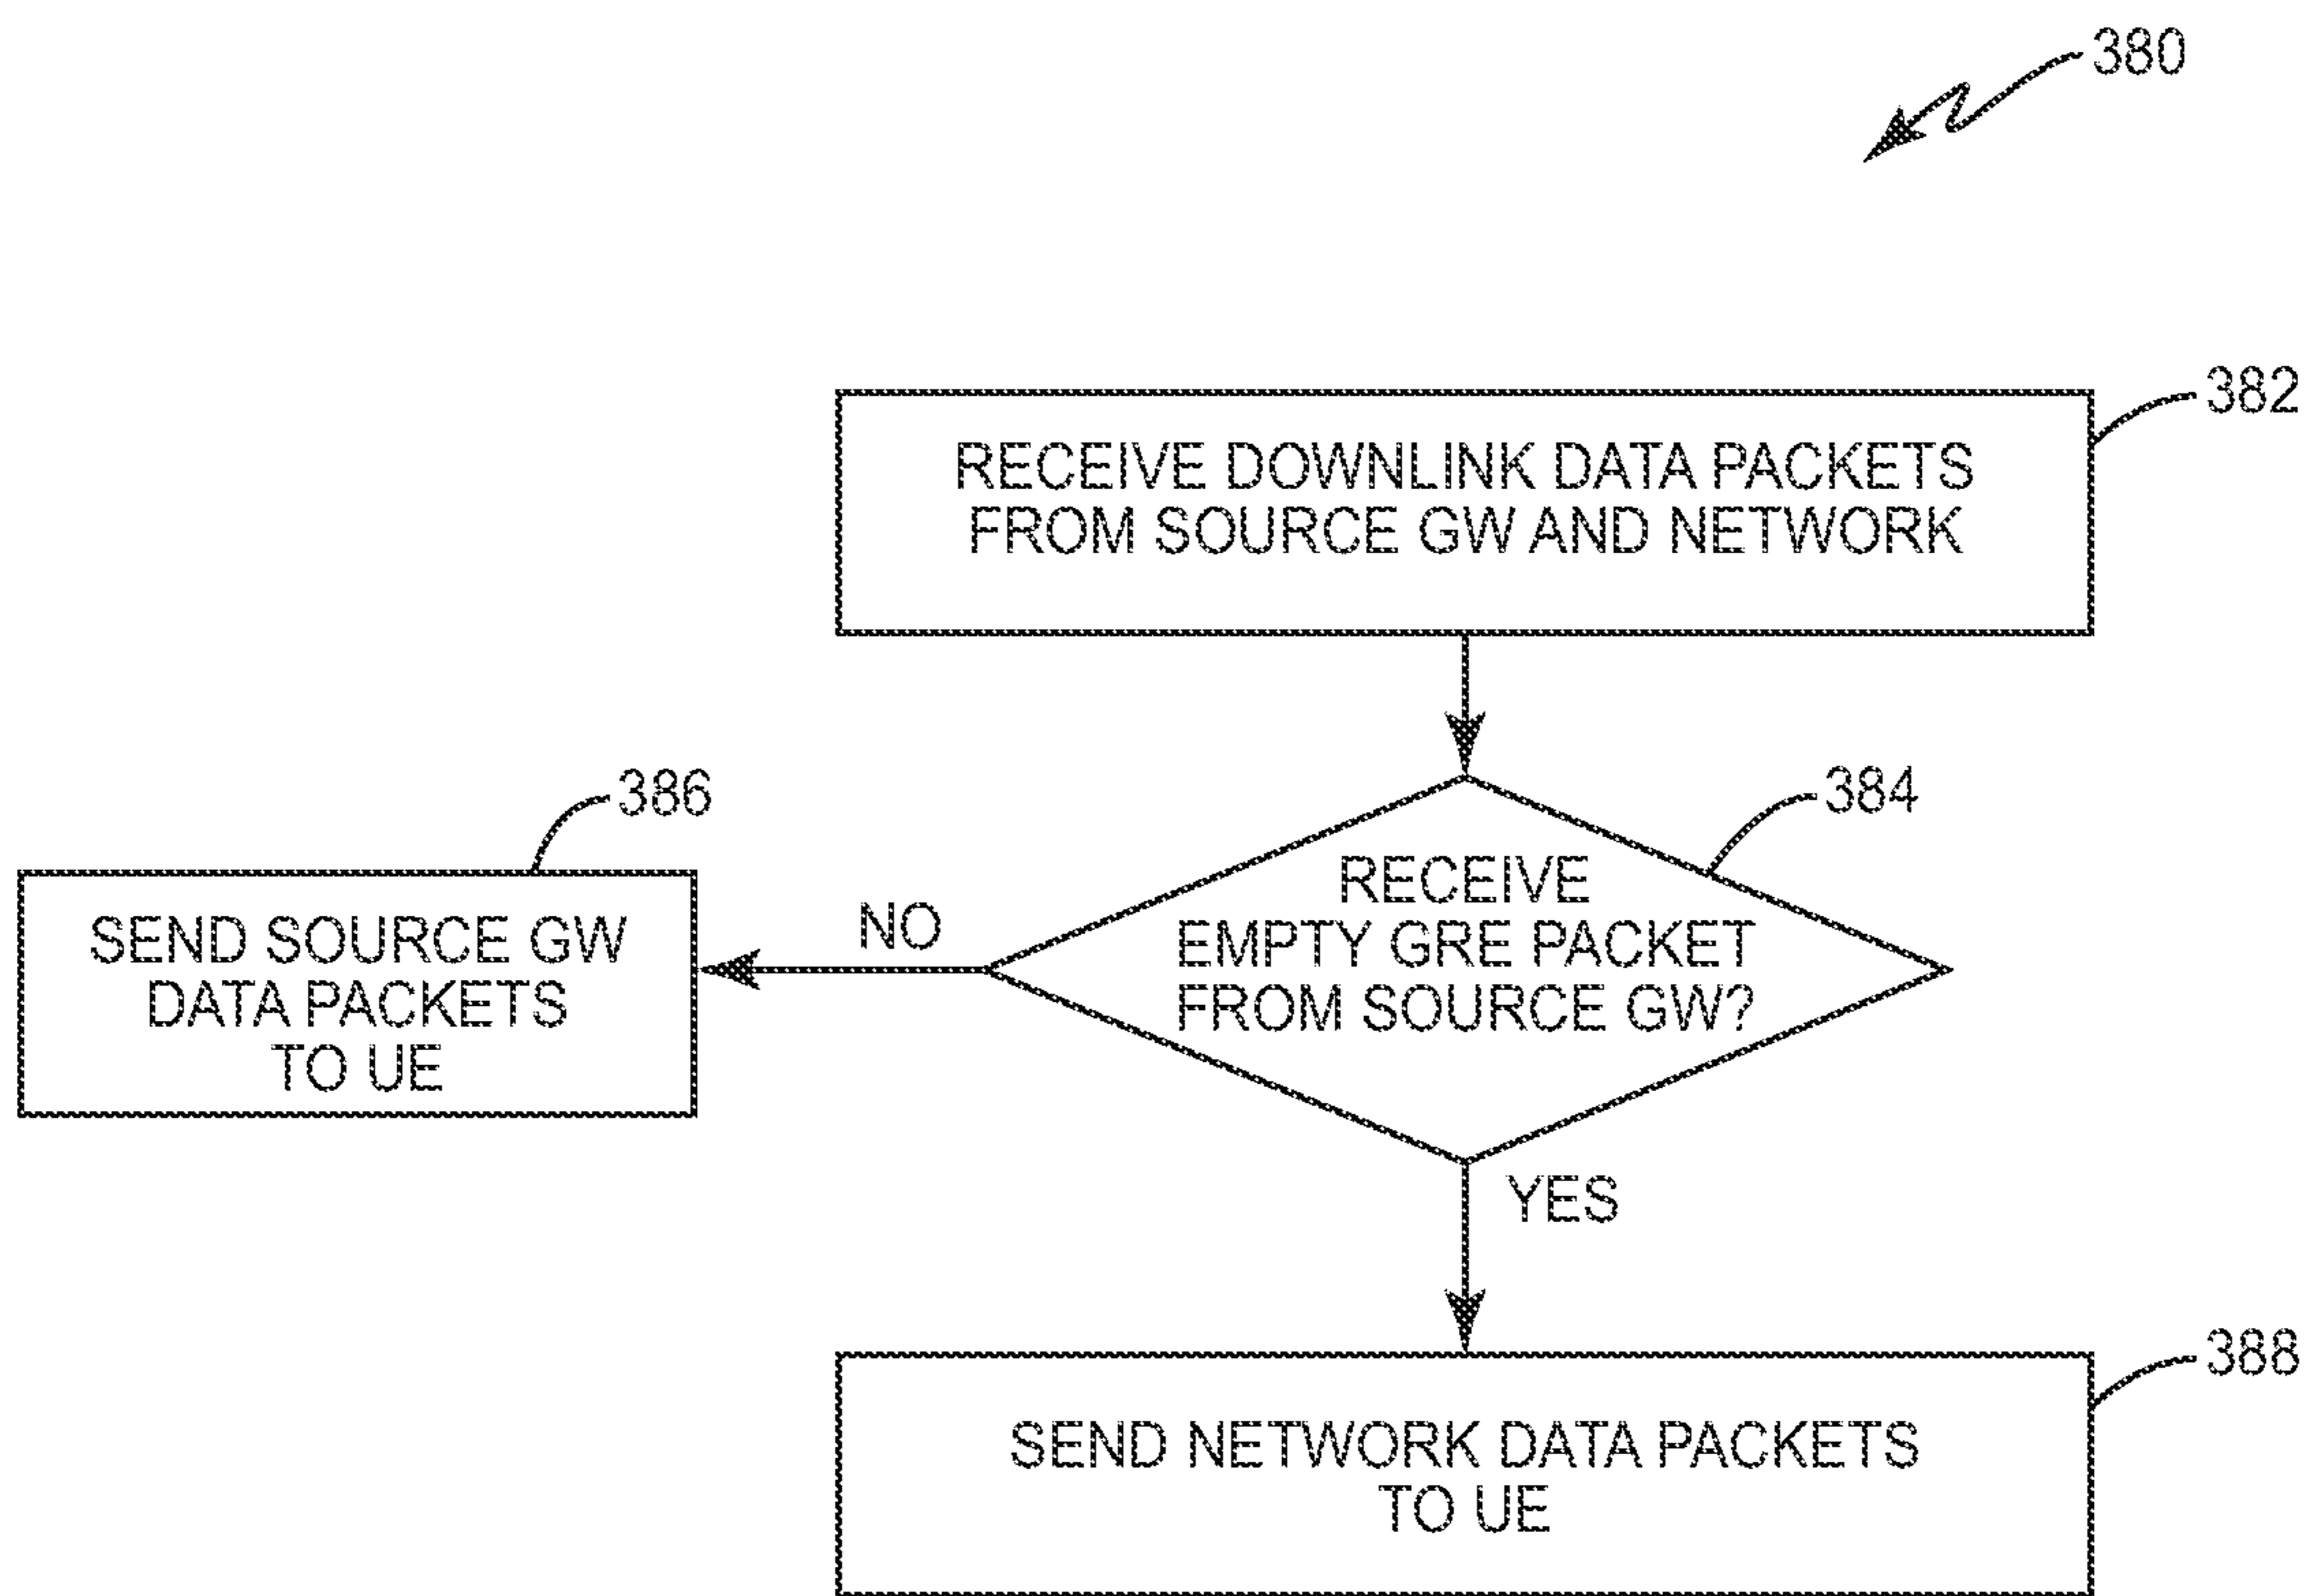 380
382
RECEIVE DOWNLINK DATA PACKETS
FROM SOURCE GW AND NETWORK
384
RECEIVE
EMPTY GRE PACKET
FROM SOURCE GW?
NO
386
SEND SOURCE GW
DATA PACKETS
TO UE
YES
388
SEND NETWORK DATA PACKETS
TO UE